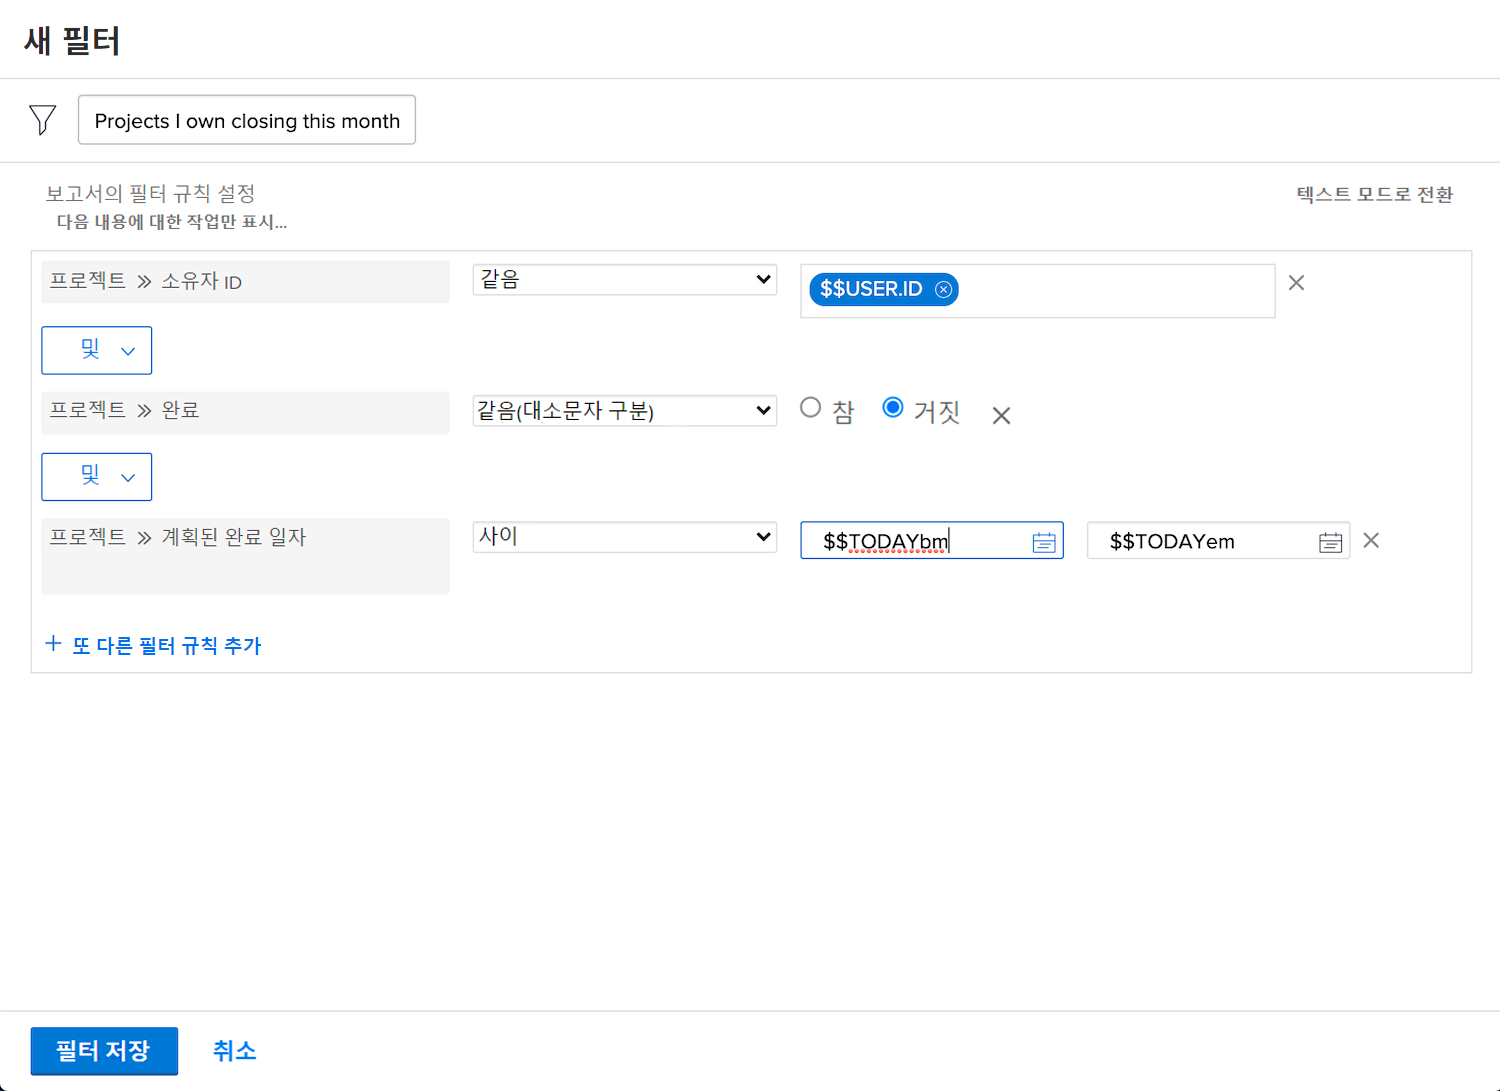 새 필터
Projects I own closing this month
보고서의 필터 규칙 설정
텍스트 모드로 전환
다음 내용에 대한 작업만 표시...
프로젝트 » 소유자 ID 같음 $$USER.ID
및
프로젝트 » 완료 같음(대소문자 구분) 참 거짓
및
프로젝트 » 계획된 완료 일자 사이 $$TODAYbm $$TODAYem
+ 또 다른 필터 규칙 추가
필터 저장 취소